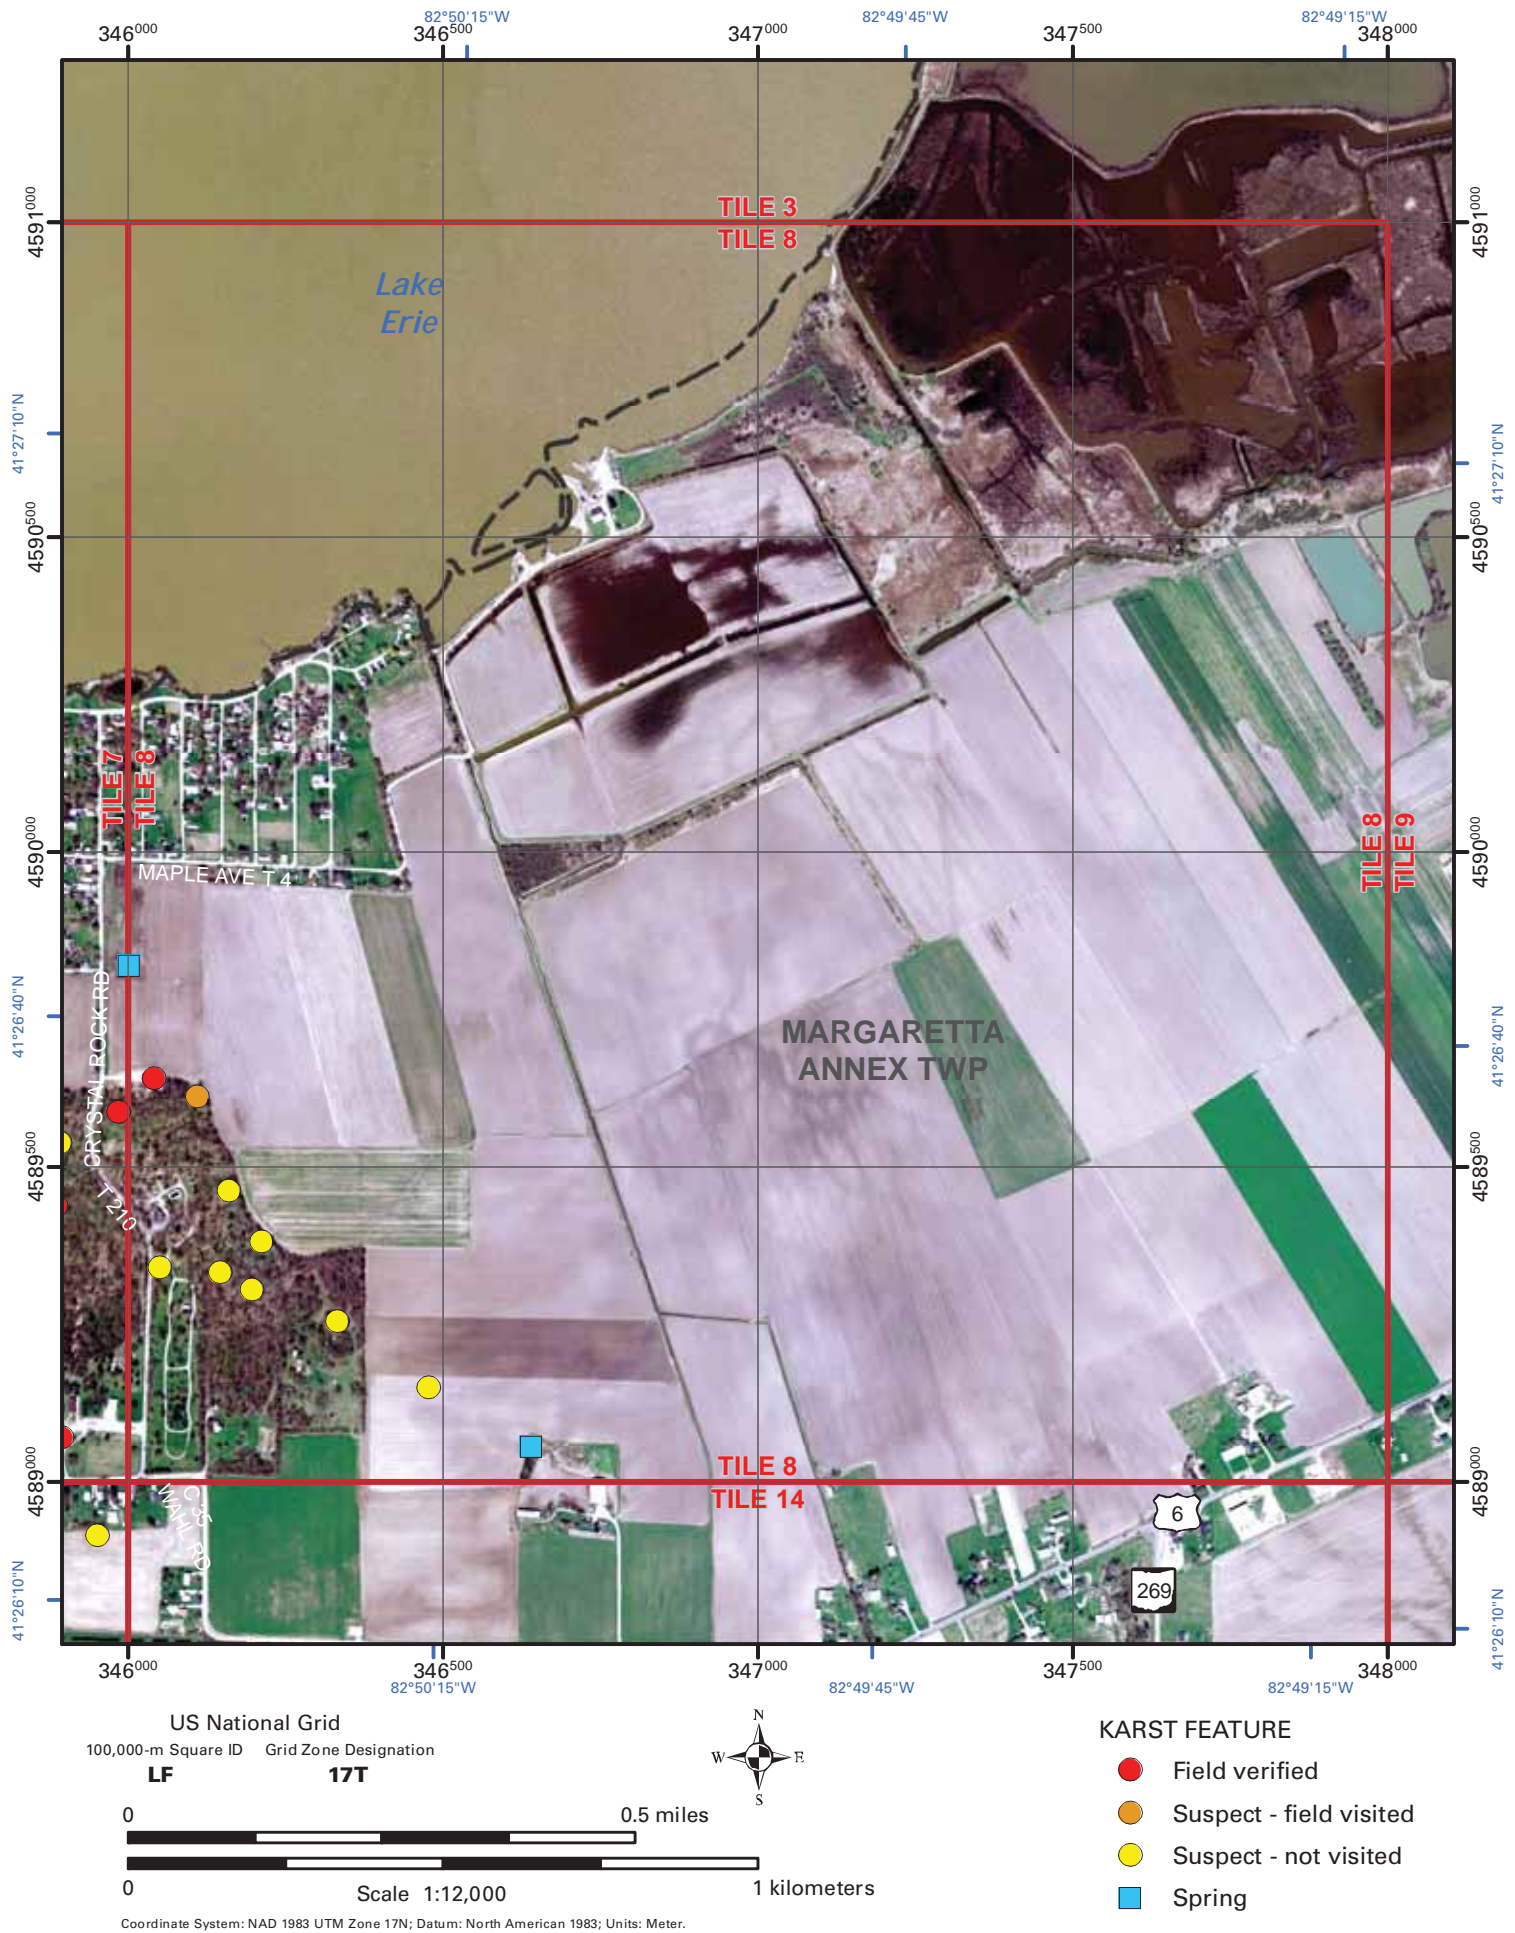 82°50'15"W
82°49'45"W
82°49'15"W
346000
346500
347000
347500
348000
4591000
4591000
TILE 3
TILE 8
Lake
Erie
41°27'10"N
41°27'10"N
4590500
4590500
TILE 7
TILE 8
TILE 8
TILE 9
4590000
4590000
MAPLE AVE T 4
CRYSTAL ROCK RD
41°26'40"N
41°26'40"N
MARGARETTA
ANNEX TWP
4589500
4589500
T 210
TILE 8
TILE 14
4589000
4589000
C 35
WAHL RD
6
269
41°26'10"N
41°26'10"N
346000
346500
347000
347500
348000
82°50'15"W
82°49'45"W
82°49'15"W
US National Grid
100,000-m Square ID
Grid Zone Designation
LF
17T
N
W
E
S
0
0.5 miles
0
Scale 1:12,000
1 kilometers
Coordinate System: NAD 1983 UTM Zone 17N; Datum: North American 1983; Units: Meter.
KARST FEATURE
Field verified
Suspect - field visited
Suspect - not visited
Spring